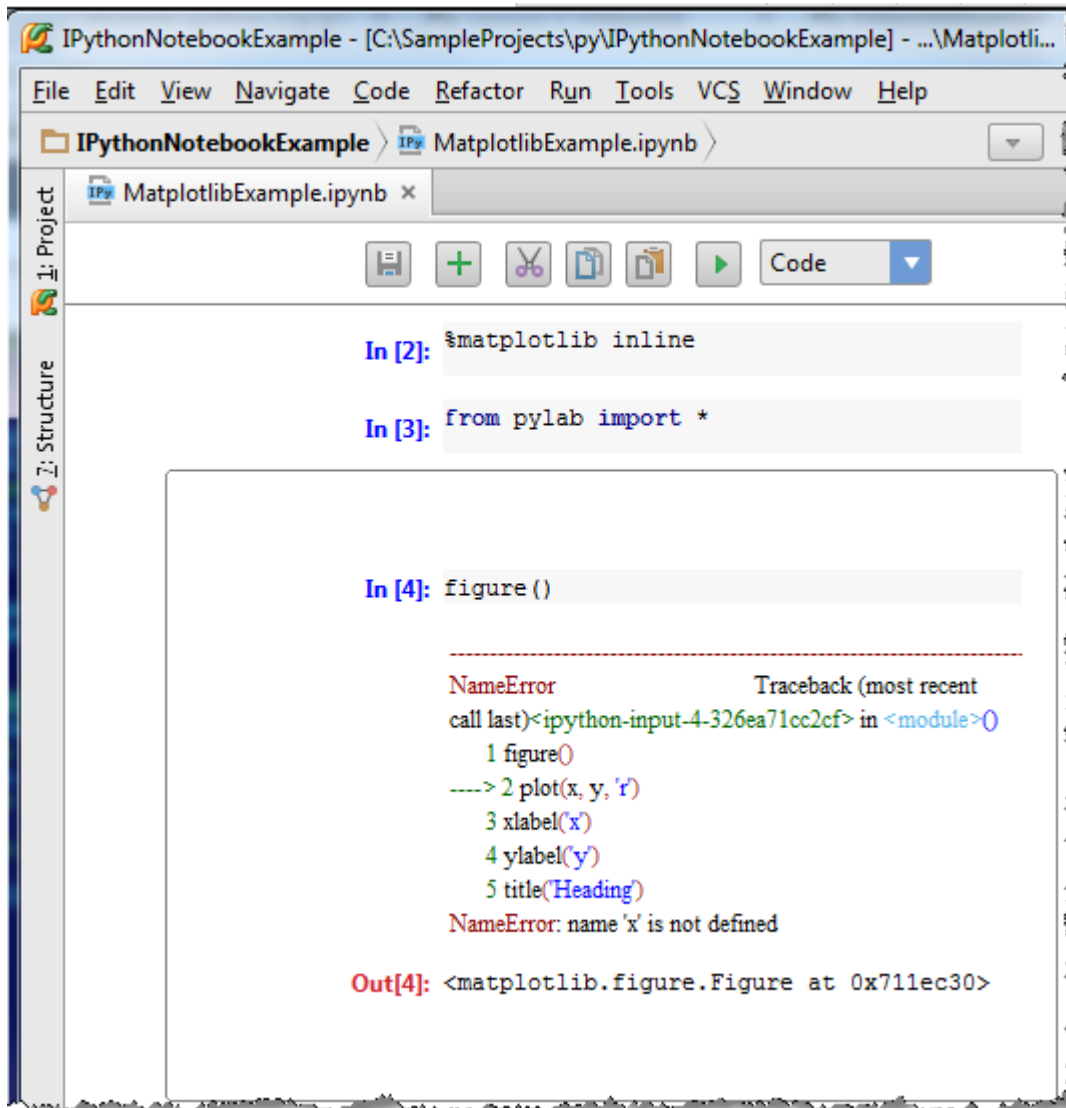 IPythonNotebookExample - [C:\SampleProjects\py\IPythonNotebookExample] - ...\Matplotli...
File Edit View Navigate Code Refactor Run Tools VCS Window Help
IPythonNotebookExample MatplotlibExample.ipynb
1: Project
7: Structure
IPy MatplotlibExample.ipynb ×
Code
In [2]: %matplotlib inline
In [3]: from pylab import *
In [4]: figure()
---------------------------------------------------------------------------
NameError Traceback (most recent
call last)<ipython-input-4-326ea71cc2cf> in <module>()
1 figure()
----> 2 plot(x, y, 'r')
3 xlabel('x')
4 ylabel('y')
5 title('Heading')
NameError: name 'x' is not defined
Out[4]: <matplotlib.figure.Figure at 0x711ec30>